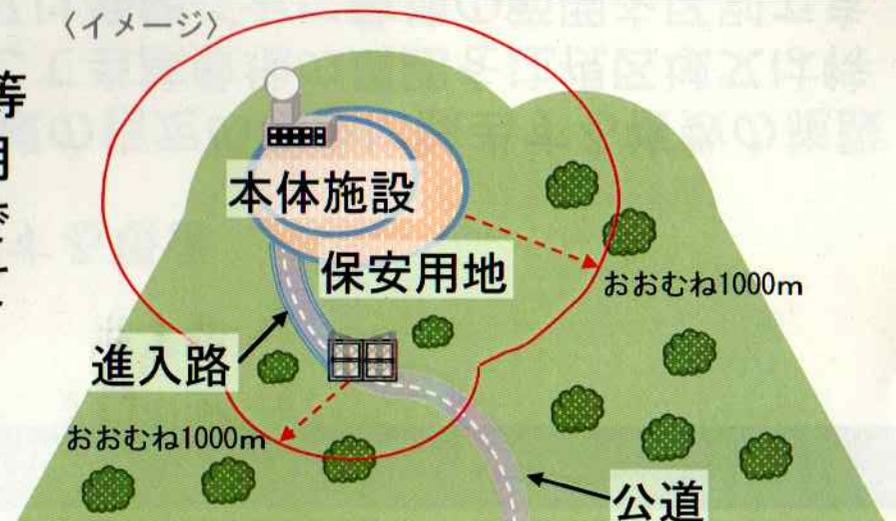 〈イメージ〉
等
本体施設
保安用地
おおむね1000m
進入路
おおむね1000m
公道